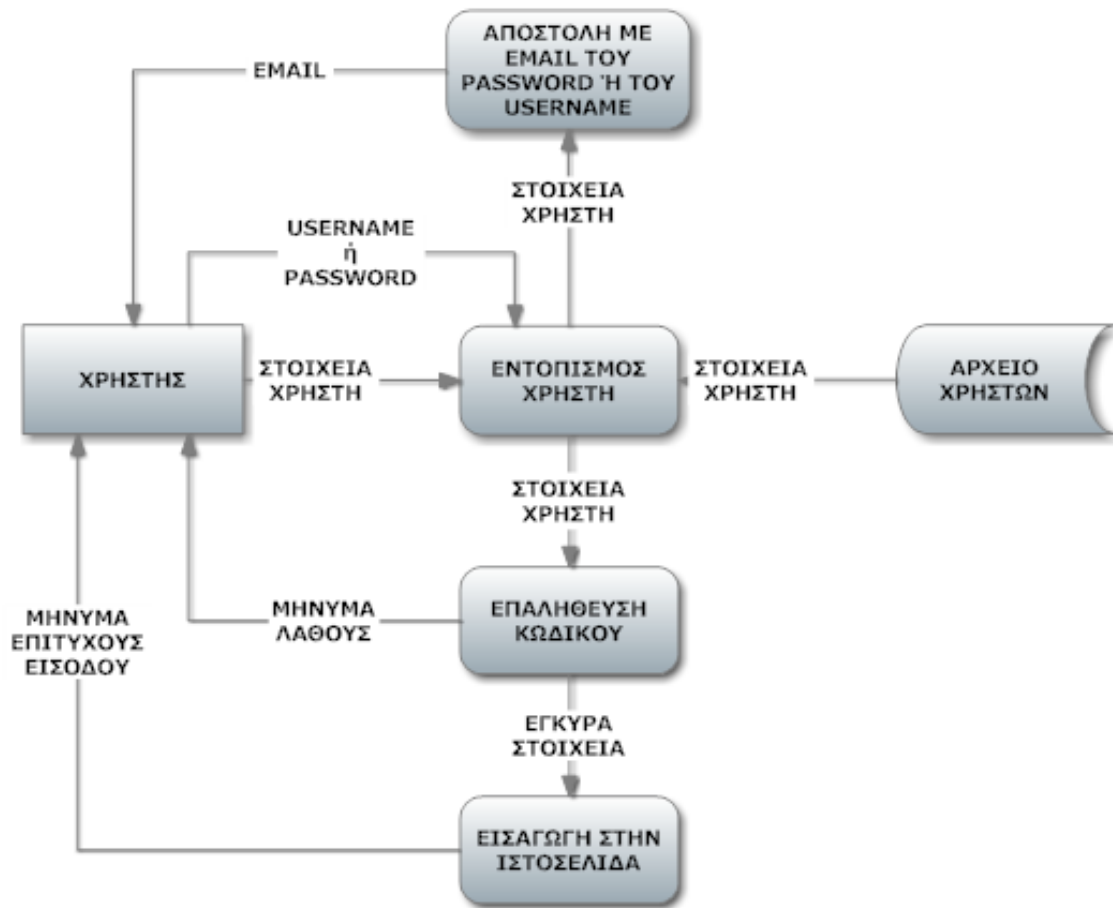 ΑΠΟΣΤΟΛΗ ΜΕ
EMAIL ΤΟΥ
PASSWORD Ή ΤΟΥ
USERNAME
EMAIL
ΣΤΟΙΧΕΙΑ
ΧΡΗΣΤΗ
USERNAME
ή
PASSWORD
ΧΡΗΣΤΗΣ
ΣΤΟΙΧΕΙΑ
ΧΡΗΣΤΗ
ΕΝΤΟΠΙΣΜΟΣ
ΧΡΗΣΤΗ
ΣΤΟΙΧΕΙΑ
ΧΡΗΣΤΗ
ΑΡΧΕΙΟ
ΧΡΗΣΤΩΝ
ΣΤΟΙΧΕΙΑ
ΧΡΗΣΤΗ
ΜΗΝΥΜΑ
ΕΠΙΤΥΧΟΥΣ
ΕΙΣΟΔΟΥ
ΜΗΝΥΜΑ
ΛΑΘΟΥΣ
ΕΠΑΛΗΘΕΥΣΗ
ΚΩΔΙΚΟΥ
ΕΓΚΥΡΑ
ΣΤΟΙΧΕΙΑ
ΕΙΣΑΓΩΓΗ ΣΤΗΝ
ΙΣΤΟΣΕΛΙΔΑ